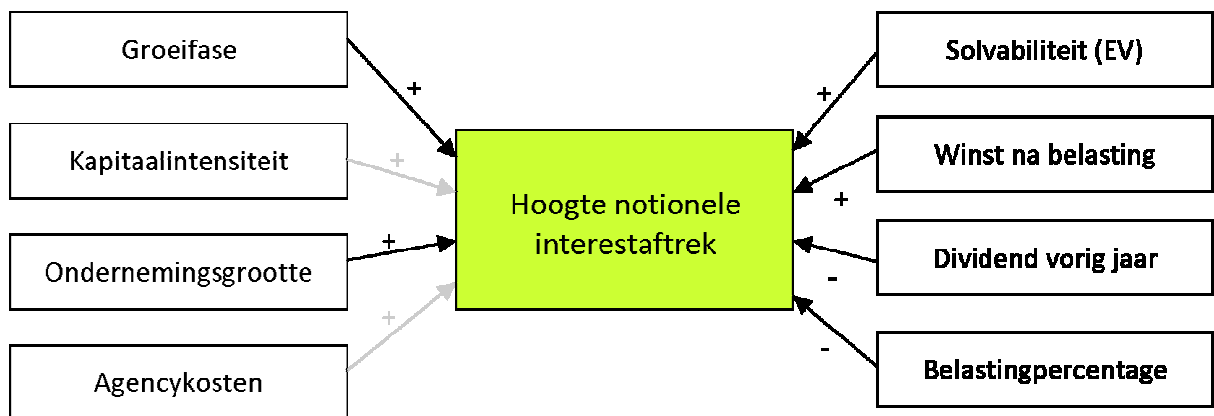 Groeifase
+
Kapitaalintensiteit
+
Ondernemingsgrootte
+
Agencykosten
+
Hoogte notionele
interestaftrek
Solvabiliteit (EV)
+
Winst na belasting
+
Dividend vorig jaar
-
Belastingpercentage
-